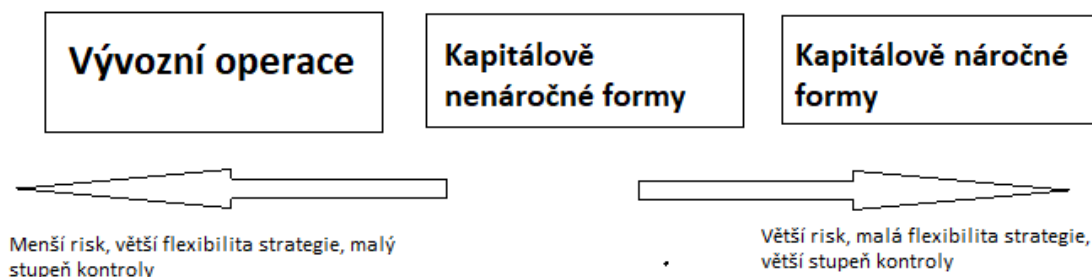 Vývozní operace
Kapitálově
nenáročné formy
Kapitálově náročné
formy
Menší risk, větší flexibilita strategie, malý
stupeň kontroly
Větší risk, malá flexibilita strategie,
větší stupeň kontroly